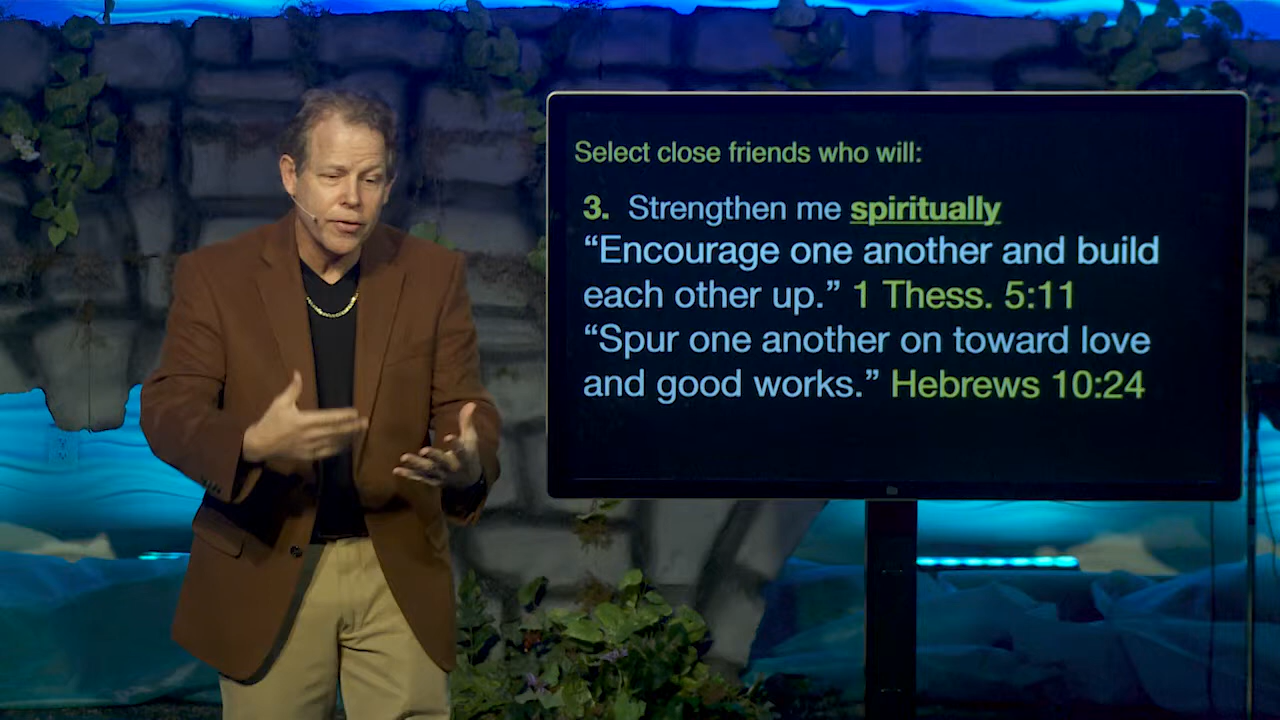 Select close friends who will:
3. Strengthen me spiritually
“Encourage one another and build
each other up.” 1 Thess. 5:11
“Spur one another on toward love
and good works.” Hebrews 10:24